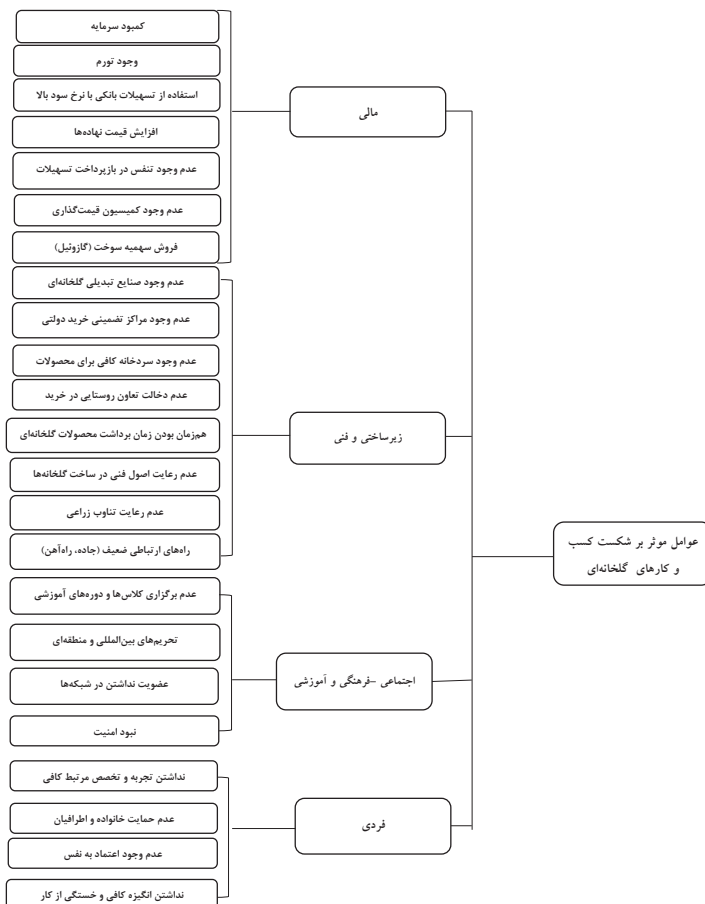 عوامل موثر بر شکست کسب
و کارهای گلخانه‌ای
مالی
کمبود سرمایه
وجود تورم
استفاده از تسهیلات بانکی با نرخ سود بالا
افزایش قیمت نهاده‌ها
عدم وجود تنفس در بازپرداخت تسهیلات
عدم وجود کمیسیون قیمت‌گذاری
فروش سهمیه سوخت (گازوئیل)
زیرساختی و فنی
عدم وجود صنایع تبدیلی گلخانه‌ای
عدم وجود مراکز تضمینی خرید دولتی
عدم وجود سردخانه کافی برای محصولات
عدم دخالت تعاون روستایی در خرید
هم‌زمان بودن زمان برداشت محصولات گلخانه‌ای
عدم رعایت اصول فنی در ساخت گلخانه‌ها
عدم رعایت تناوب زراعی
راه‌های ارتباطی ضعیف (جاده، راه‌آهن)
اجتماعی –فرهنگی و آموزشی
عدم برگزاری کلاس‌ها و دوره‌های آموزشی
تحریم‌های بین‌المللی و منطقه‌ای
عضویت نداشتن در شبکه‌ها
نبود امنیت
فردی
نداشتن تجربه و تخصص مرتبط کافی
عدم حمایت خانواده و اطرافیان
عدم وجود اعتماد به نفس
نداشتن انگیزه کافی و خستگی از کار